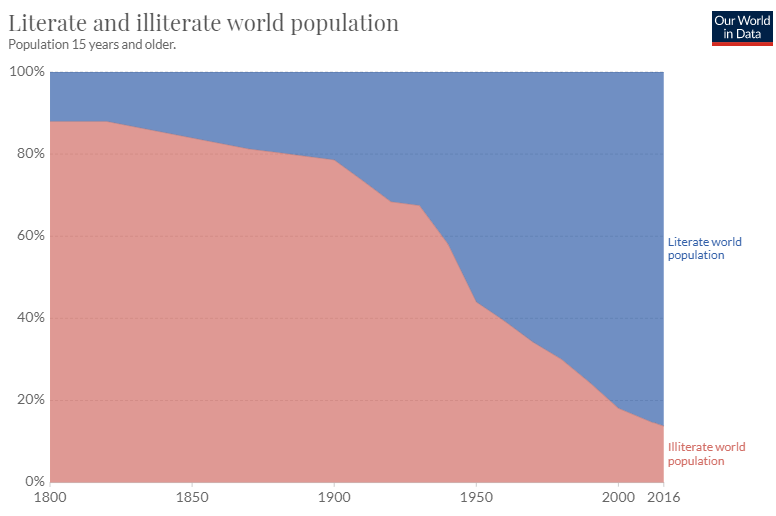 Literate and illiterate world population
Population 15 years and older.
Our World
in Data
100%
80%
60%
40%
20%
0%
Literate world
population
Illiterate world
population
1800
1850
1900
1950
2000
2016